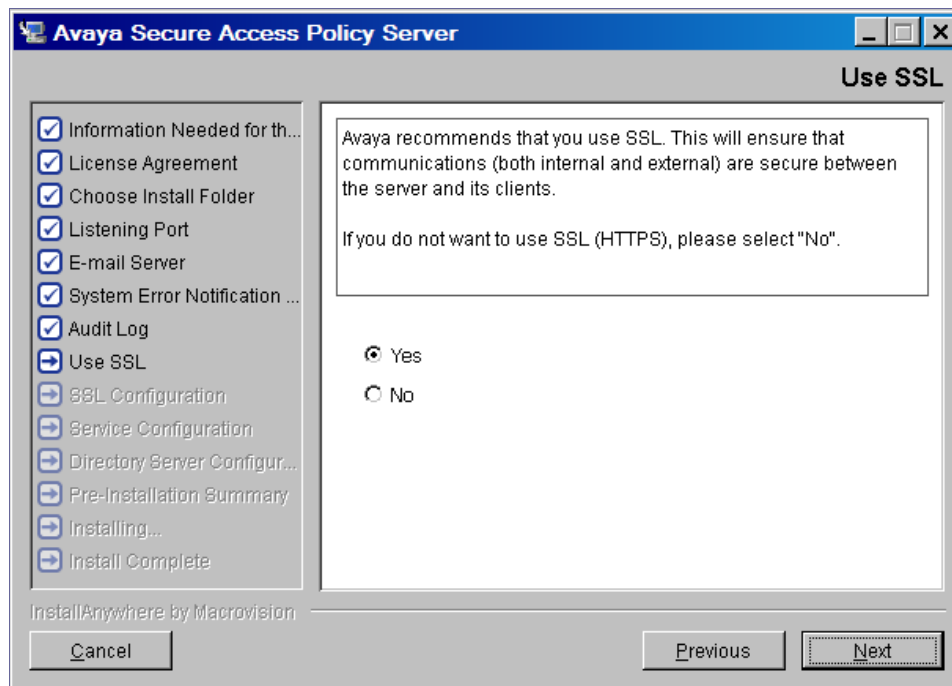 Avaya Secure Access Policy Server
Use SSL
Information Needed for th...
License Agreement
Choose Install Folder
Listening Port
E-mail Server
System Error Notification ...
Audit Log
Use SSL
SSL Configuration
Service Configuration
Directory Server Configur...
Pre-Installation Summary
Installing...
Install Complete
Avaya recommends that you use SSL. This will ensure that
communications (both internal and external) are secure between
the server and its clients.
If you do not want to use SSL (HTTPS), please select "No".
Yes
No
InstallAnywhere by Macrovision
Cancel
Previous
Next